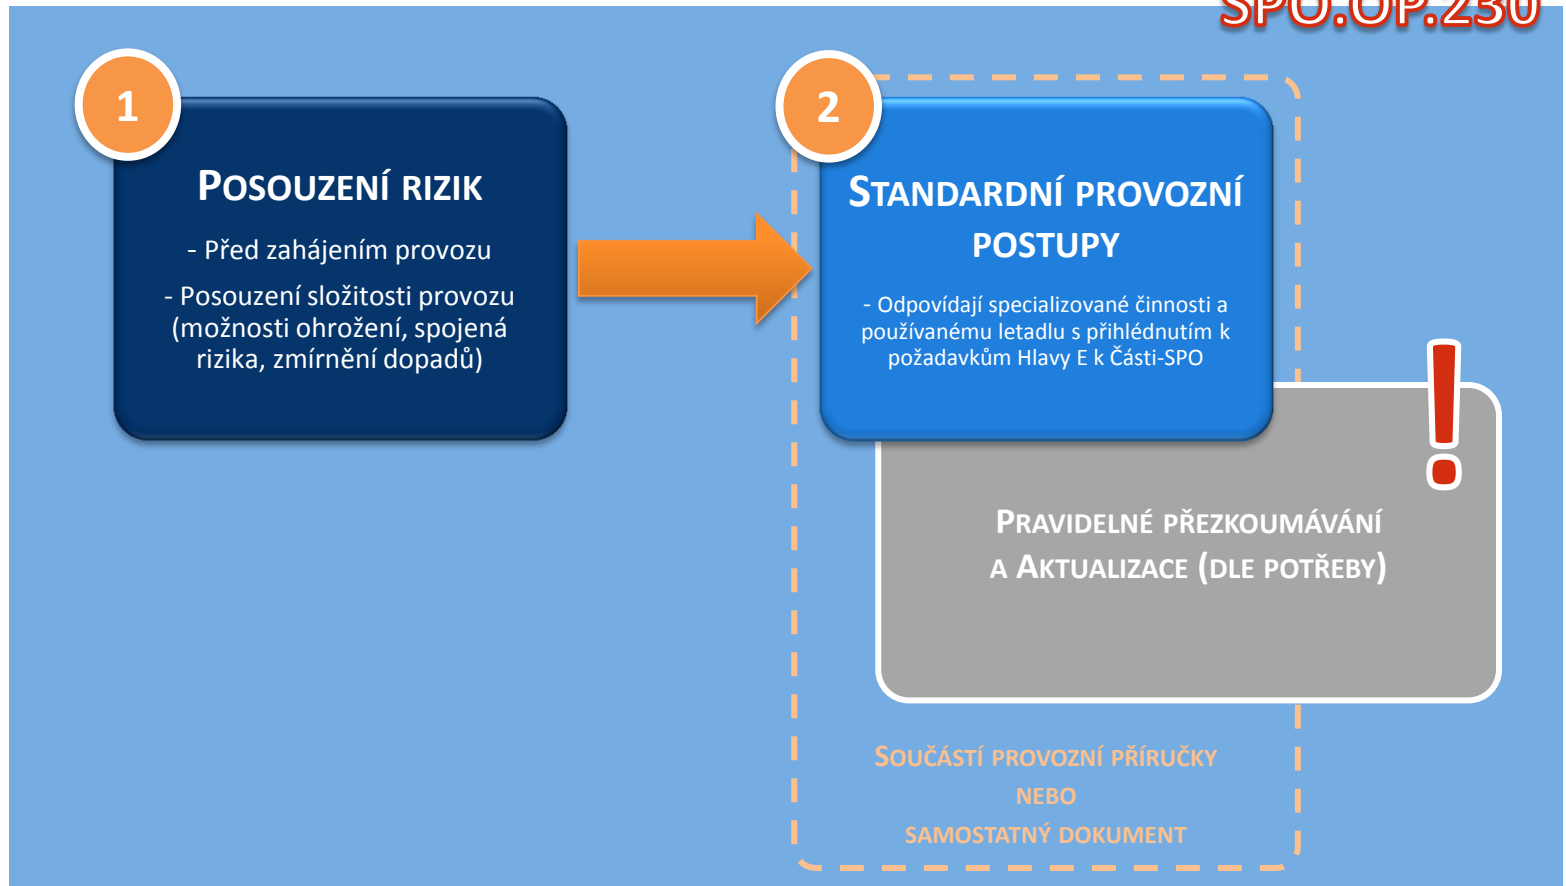 SPO.OP.230
1
POSOUZENÍ RIZIK
- Před zahájením provozu
- Posouzení složitosti provozu
(možnosti ohrožení, spojená
rizika, zmírnění dopadů)
2
STANDARDNÍ PROVOZNÍ
POSTUPY
- Odpovídají specializované činnosti a
používanému letadlu s přihlédnutím k
požadavkům Hlavy E k Části-SPO
!
PRAVIDELNÉ PŘEZKOUMÁVÁNÍ
A AKTUALIZACE (DLE POTŘEBY)
SOUČÁSTÍ PROVOZNÍ PŘÍRUČKY
NEBO
SAMOSTATNÝ DOKUMENT